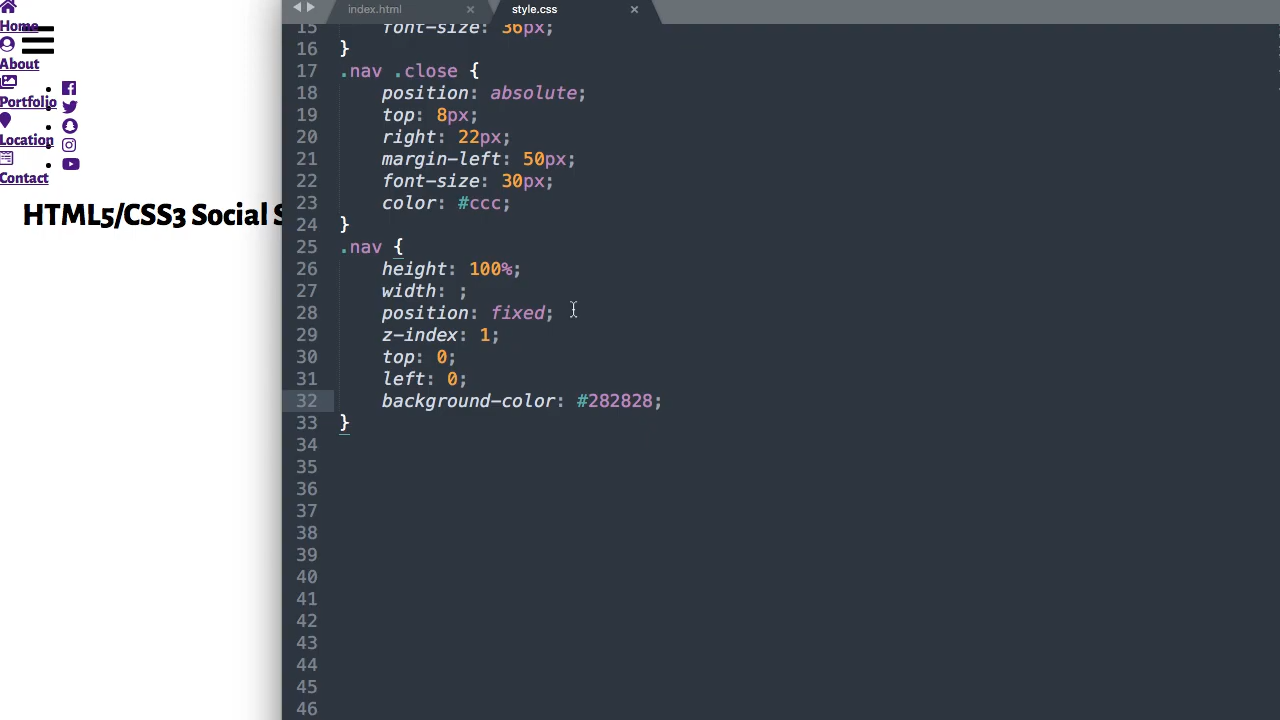 Home
About
Portfolio
Location
Contact
HTML5/CSS3 Social S
index.html
style.css
15 font-size: 36px;
16 }
17 .nav .close {
18 position: absolute;
19 top: 8px;
20 right: 22px;
21 margin-left: 50px;
22 font-size: 30px;
23 color: #ccc;
24 }
25 .nav {
26 height: 100%;
27 width: ;
28 position: fixed;
29 z-index: 1;
30 top: 0;
31 left: 0;
32 background-color: #282828;
33 }
34
35
36
37
38
39
40
41
42
43
44
45
46